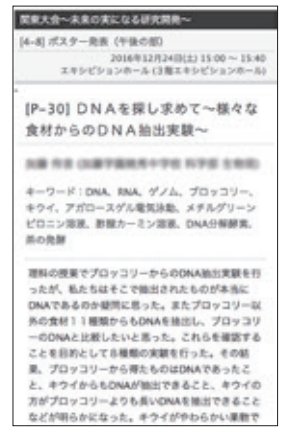 関東大会～未来の実になる研究開発～
[4-8] ポスター発表（午後の部）
2016年12月24日(土) 15:00 ～ 15:40
エキシビションホール (3階エキシビションホール)
[P-30] DNAを探し求めて～様々な
食材からのDNA抽出実験～
キーワード：DNA、RNA、ゲノム、ブロッコリー、
キウイ、アガロースゲル電気泳動、メチルグリーン
ピロニン溶液、酢酸カーミン溶液、DNA分解酵素、
理科の授業でブロッコリーからのDNA抽出実験を行
ったが、私たちはそこで抽出されたものが本当に
DNAであるのか疑問に思った。またブロッコリー以
外の食材１１種類からもDNAを抽出し、ブロッコリ
ーのDNAと比較したいと思った。これらを確認する
ことを目的として８種類の実験を行った。その結
果、ブロッコリーから得たものはDNAであったこ
と、キウイからもDNAが抽出できること、キウイの
方がブロッコリーよりも長いDNAを抽出できること
などが明らかになった。キウイがやわらかい果物で